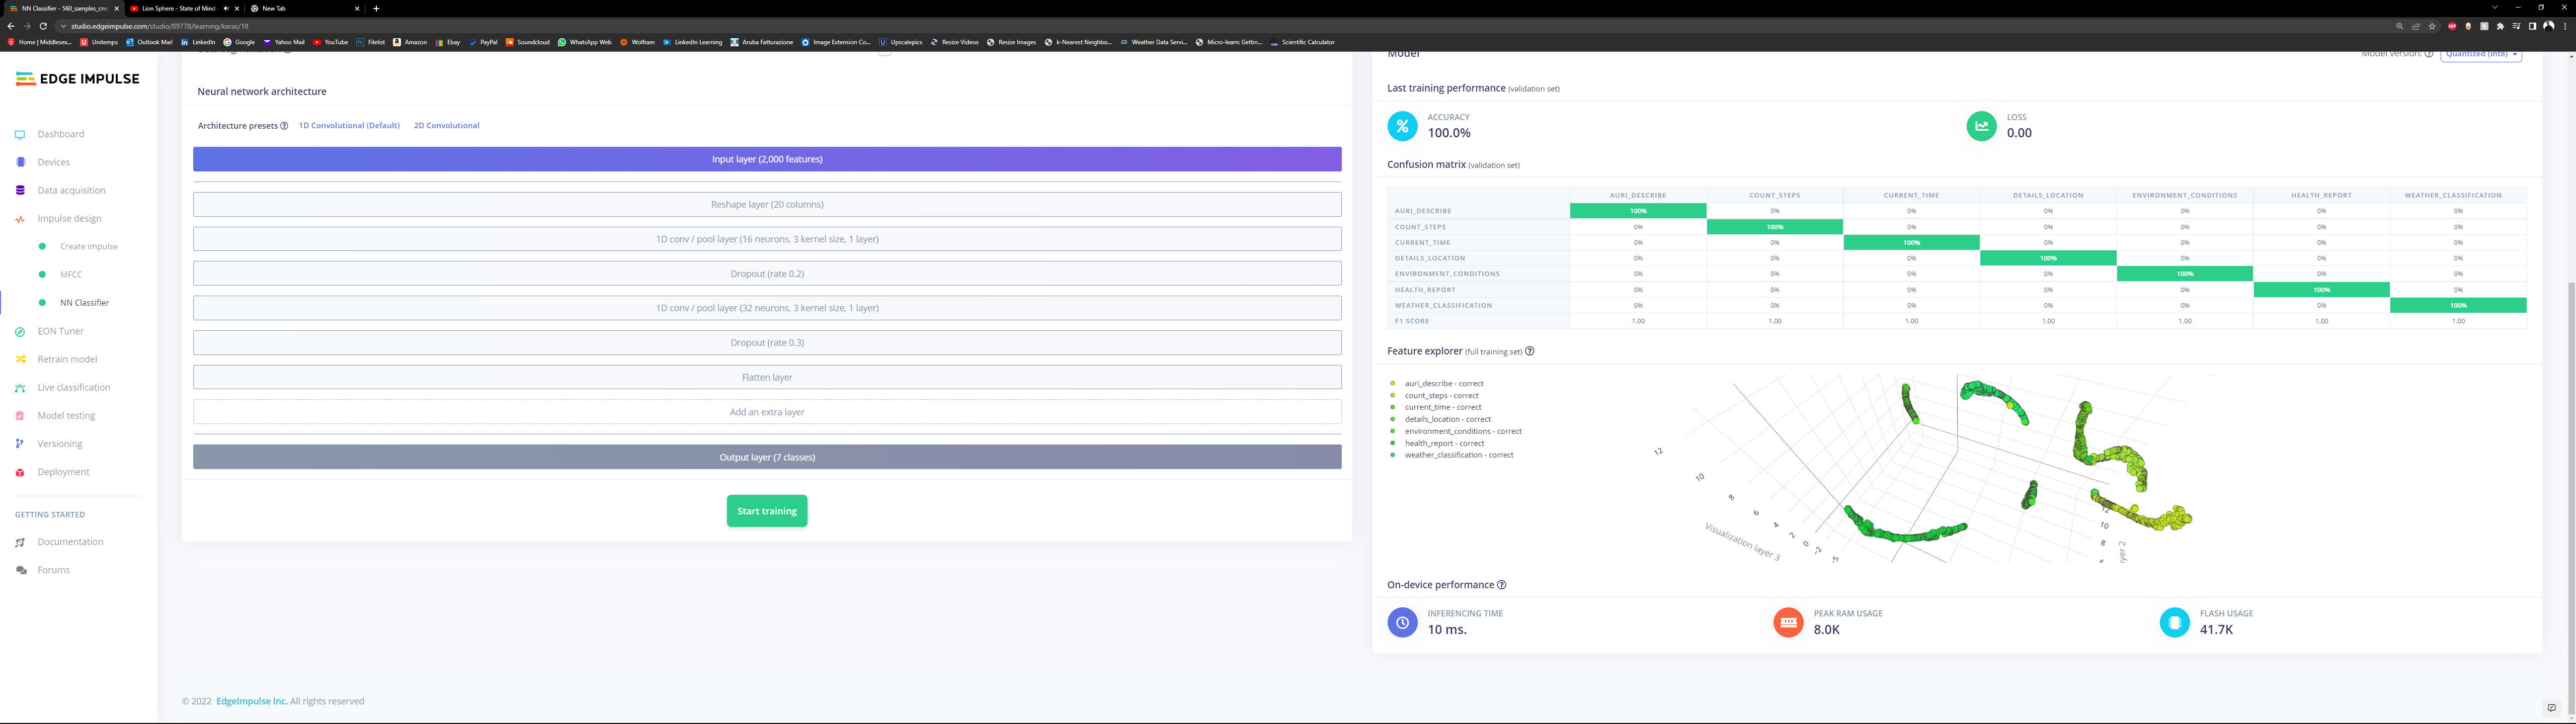 NN Classifier - 560_samples_cnn
Lion Sphere - State of Mind
New Tab
studio.edgeimpulse.com/studio/89778/learning/keras/18
Home | Middlesex... Unitemps Outlook Mail LinkedIn Google Yahoo Mail YouTube Filelist Amazon Ebay PayPal Soundcloud WhatsApp Web Wolfram LinkedIn Learning Aruba Fatturazione Image Extension Co... Upscalepics Resize Videos Resize Images k-Nearest Neighbo... Weather Data Servi... Micro-learn: Gettin... Scientific Calculator
EDGE IMPULSE
Dashboard
Devices
Data acquisition
Impulse design
Create impulse
MFCC
NN Classifier
EON Tuner
Retrain model
Live classification
Model testing
Versioning
Deployment
GETTING STARTED
Documentation
Forums
Neural network architecture
Architecture presets 1D Convolutional (Default) 2D Convolutional
Input layer (2,000 features)
Reshape layer (20 columns)
1D conv / pool layer (16 neurons, 3 kernel size, 1 layer)
Dropout (rate 0.2)
1D conv / pool layer (32 neurons, 3 kernel size, 1 layer)
Dropout (rate 0.3)
Flatten layer
Add an extra layer
Output layer (7 classes)
Start training
Model Model version: Quantized (int8)
Last training performance (validation set)
% ACCURACY
100.0%
LOSS
0.00
Confusion matrix (validation set)
AURI_DESCRIBE COUNT_STEPS CURRENT_TIME DETAILS_LOCATION ENVIRONMENT_CONDITIONS HEALTH_REPORT WEATHER_CLASSIFICATION
AURI_DESCRIBE 100% 0% 0% 0% 0% 0% 0%
COUNT_STEPS 0% 100% 0% 0% 0% 0% 0%
CURRENT_TIME 0% 0% 100% 0% 0% 0% 0%
DETAILS_LOCATION 0% 0% 0% 100% 0% 0% 0%
ENVIRONMENT_CONDITIONS 0% 0% 0% 0% 100% 0% 0%
HEALTH_REPORT 0% 0% 0% 0% 0% 100% 0%
WEATHER_CLASSIFICATION 0% 0% 0% 0% 0% 0% 100%
F1 SCORE 1.00 1.00 1.00 1.00 1.00 1.00 1.00
Feature explorer (full training set)
auri_describe - correct
count_steps - correct
current_time - correct
details_location - correct
environment_conditions - correct
health_report - correct
weather_classification - correct
12
10
8
6
4
2
0
-2
-5
Visualization layer 3
12
10
8
6
yer 2
On-device performance
INFERENCING TIME
10 ms.
PEAK RAM USAGE
8.0K
FLASH USAGE
41.7K
© 2022 EdgeImpulse Inc. All rights reserved